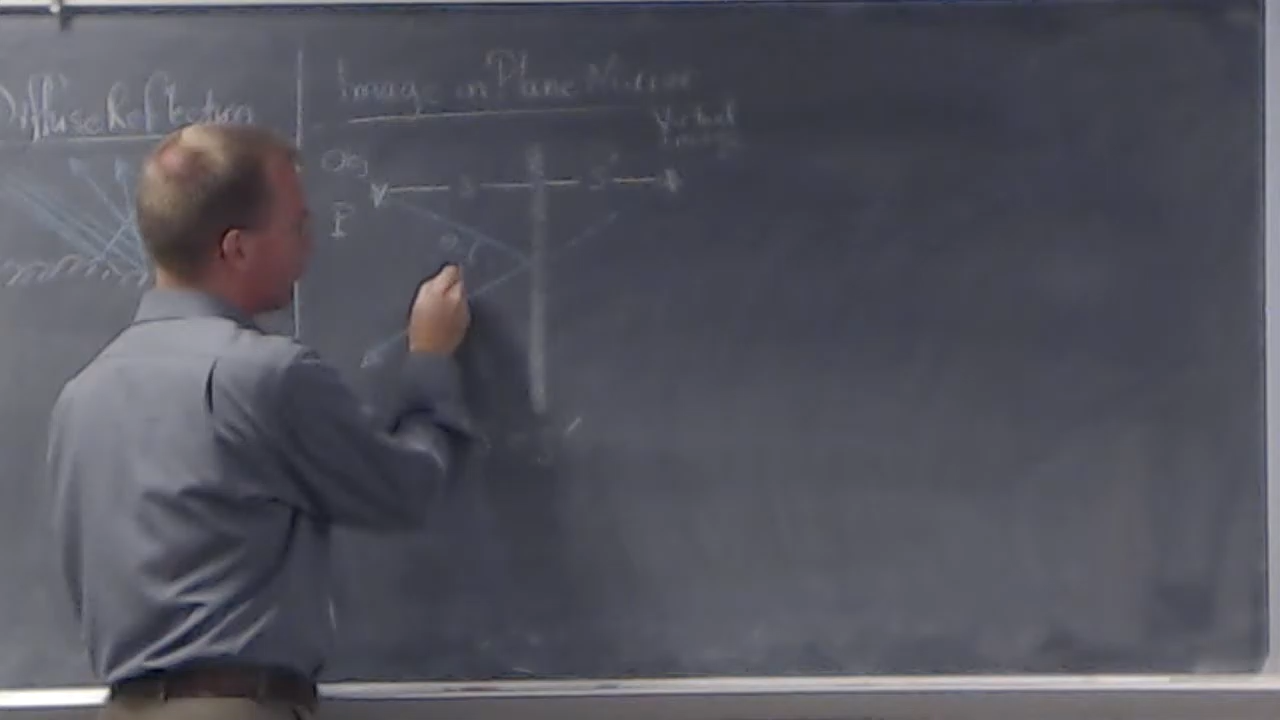 Diffuse Reflection
Image in Plane Mirror
Virtual
Image
Obj
P
S
S'